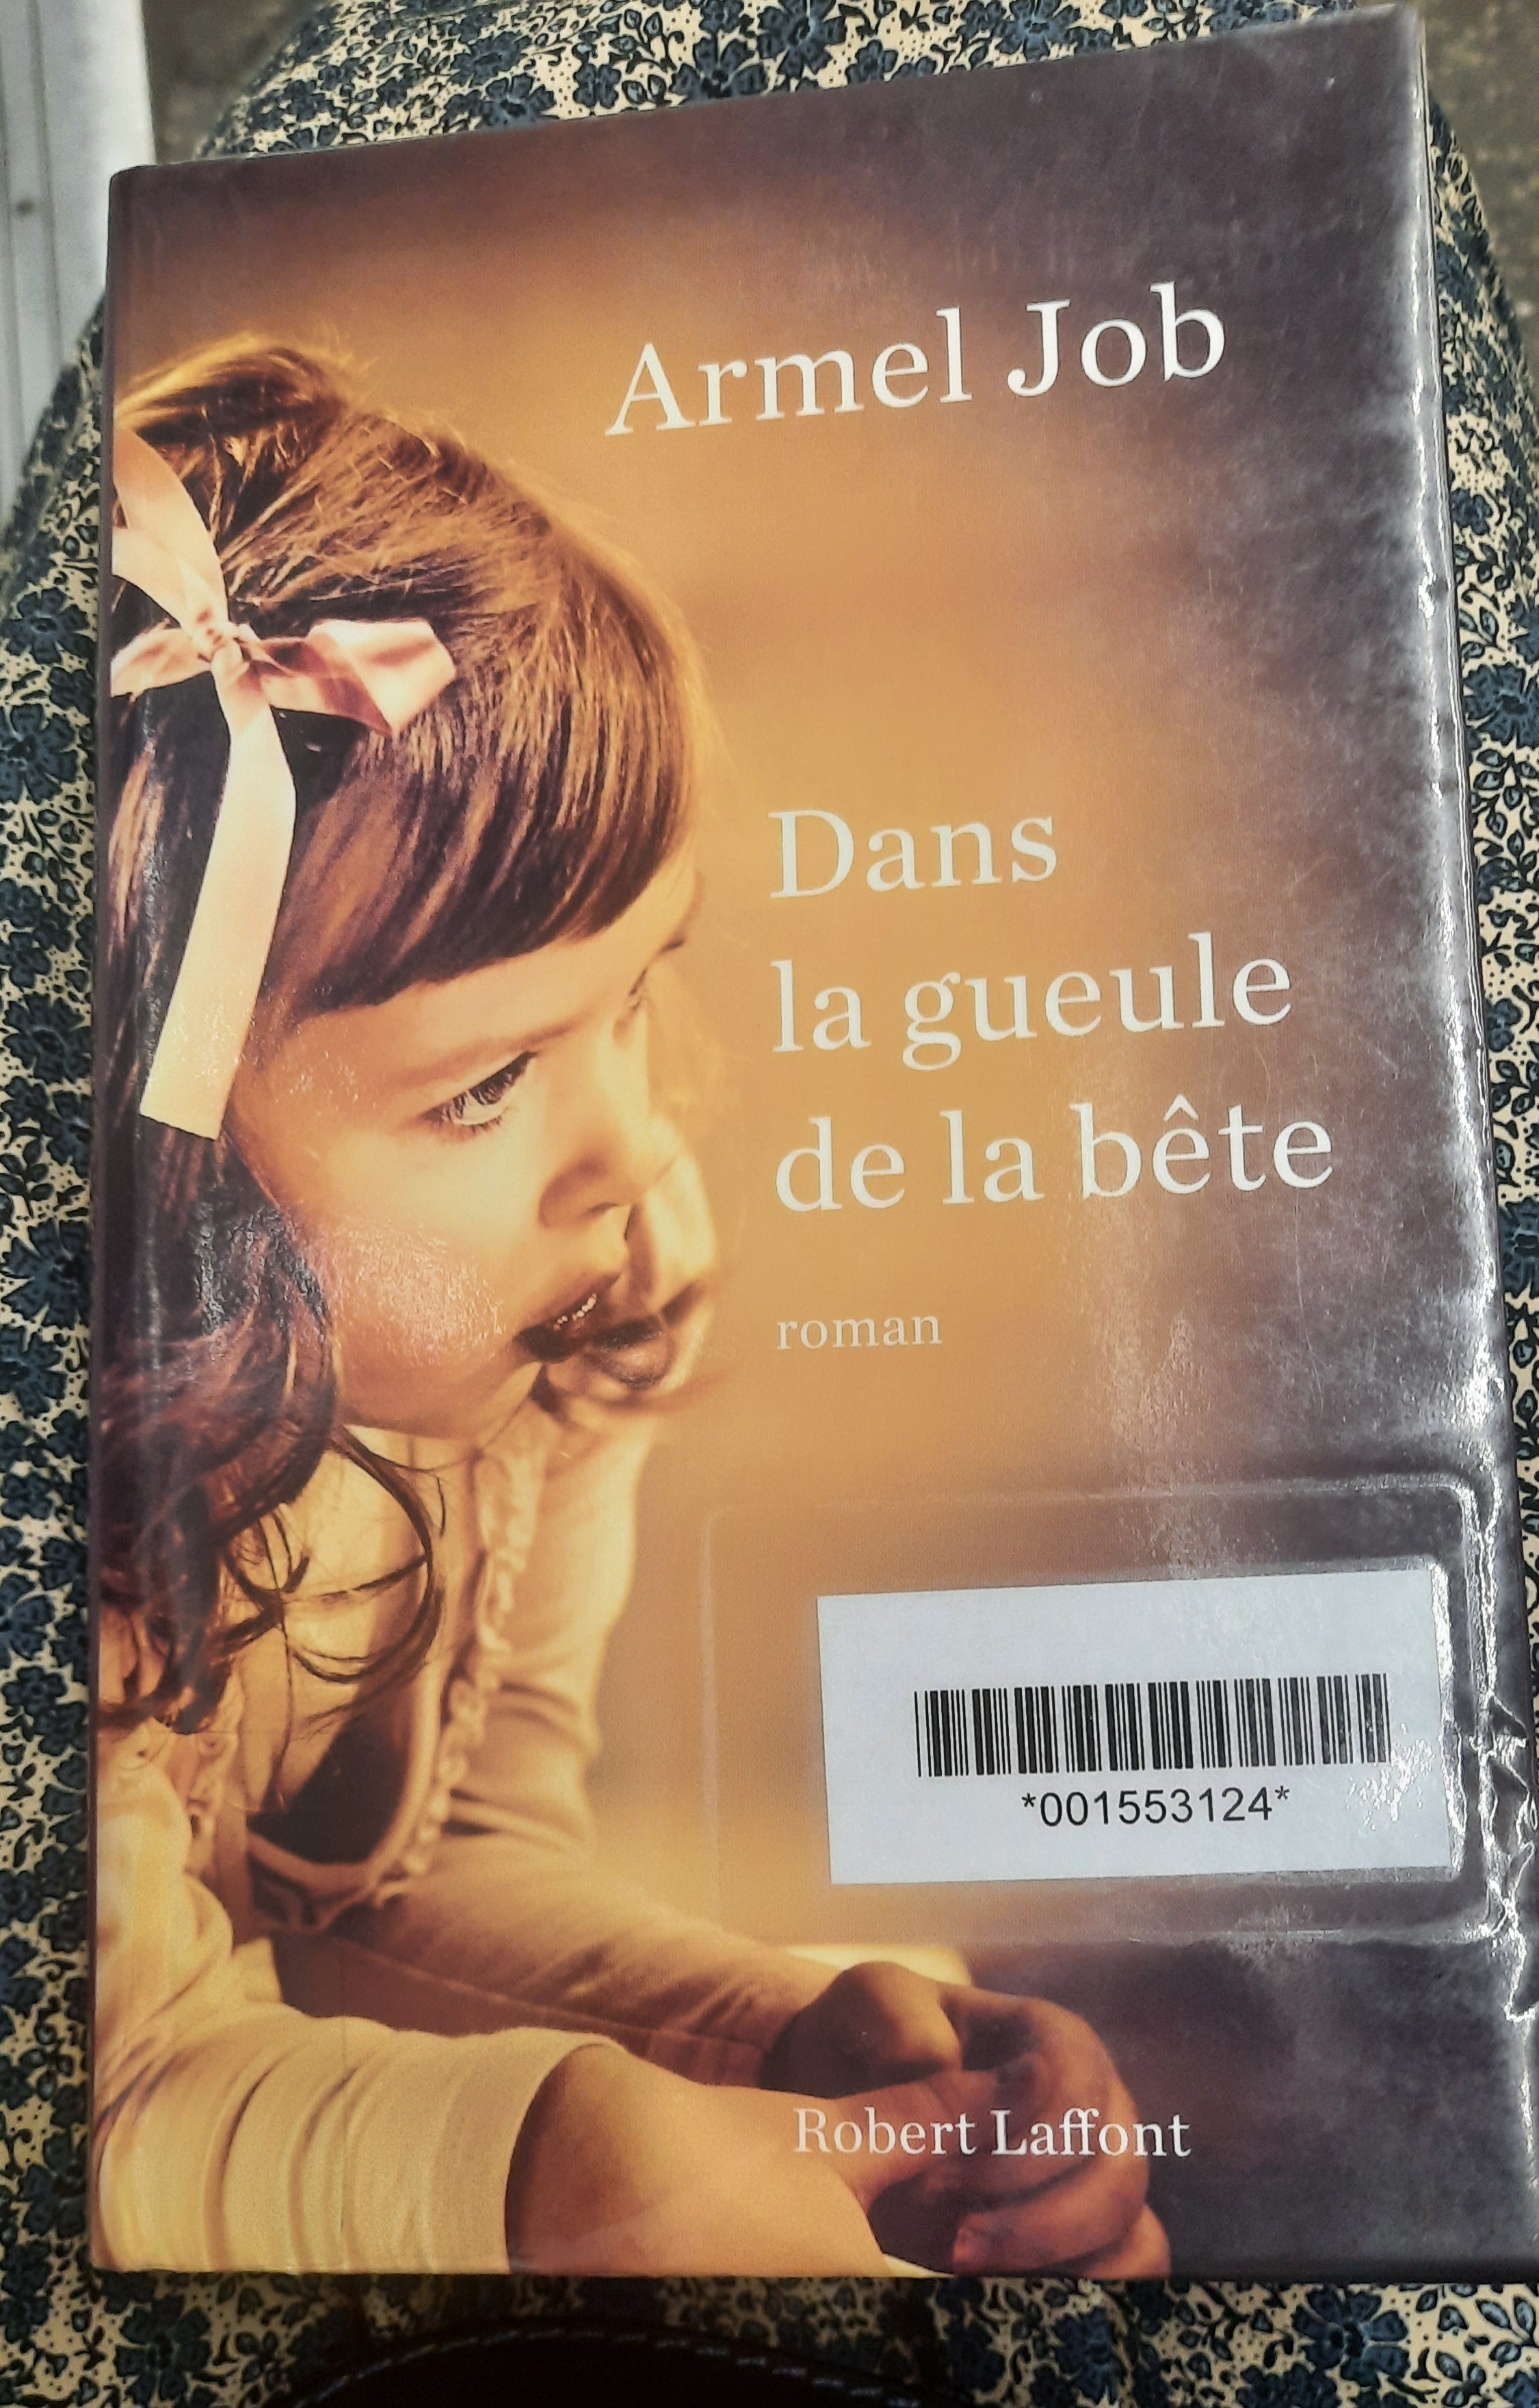 Armel Job
Dans
la gueule
de la bête
roman
*001553124*
Robert Laffont